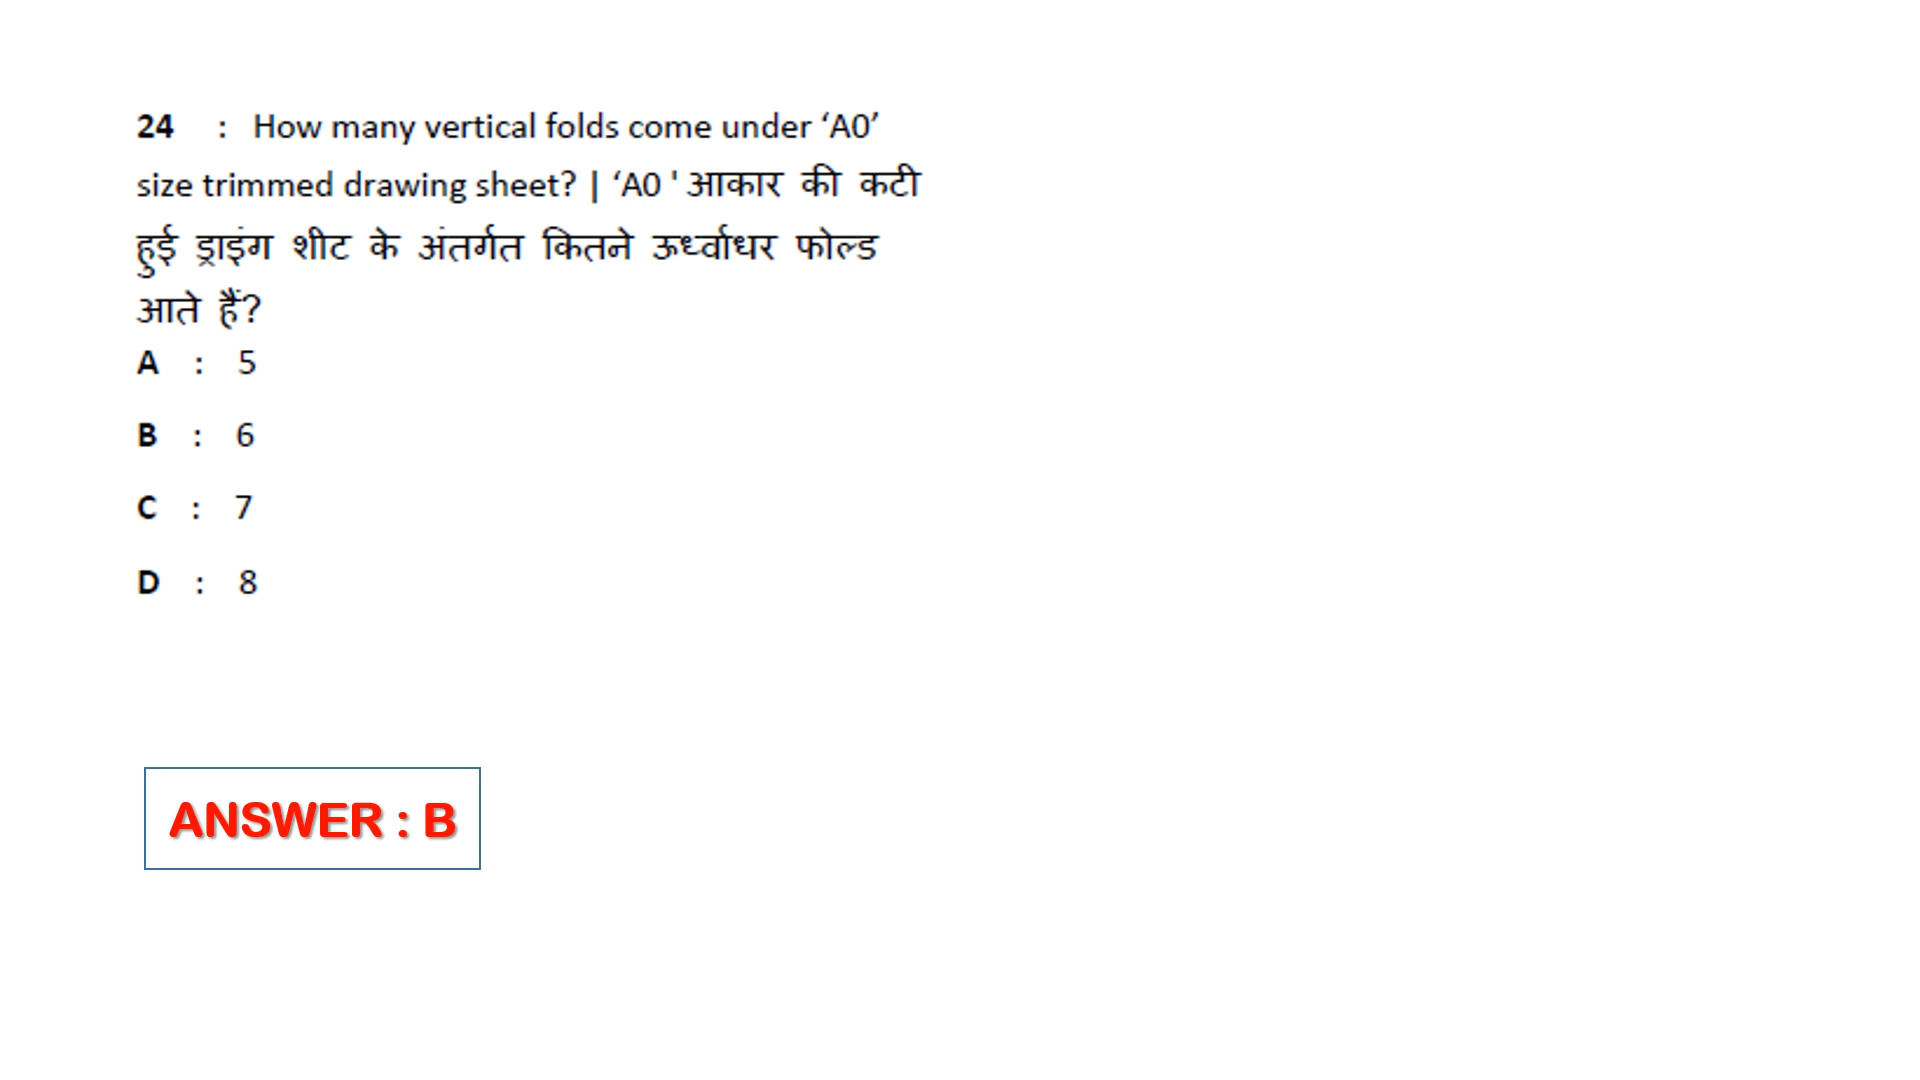 24 : How many vertical folds come under ‘A0’
size trimmed drawing sheet? | ‘A0 ' आकार की कटी
हुई ड्राइंग शीट के अंतर्गत कितने ऊर्ध्वाधर फोल्ड
आते हैं?
A : 5
B : 6
C : 7
D : 8
ANSWER : B